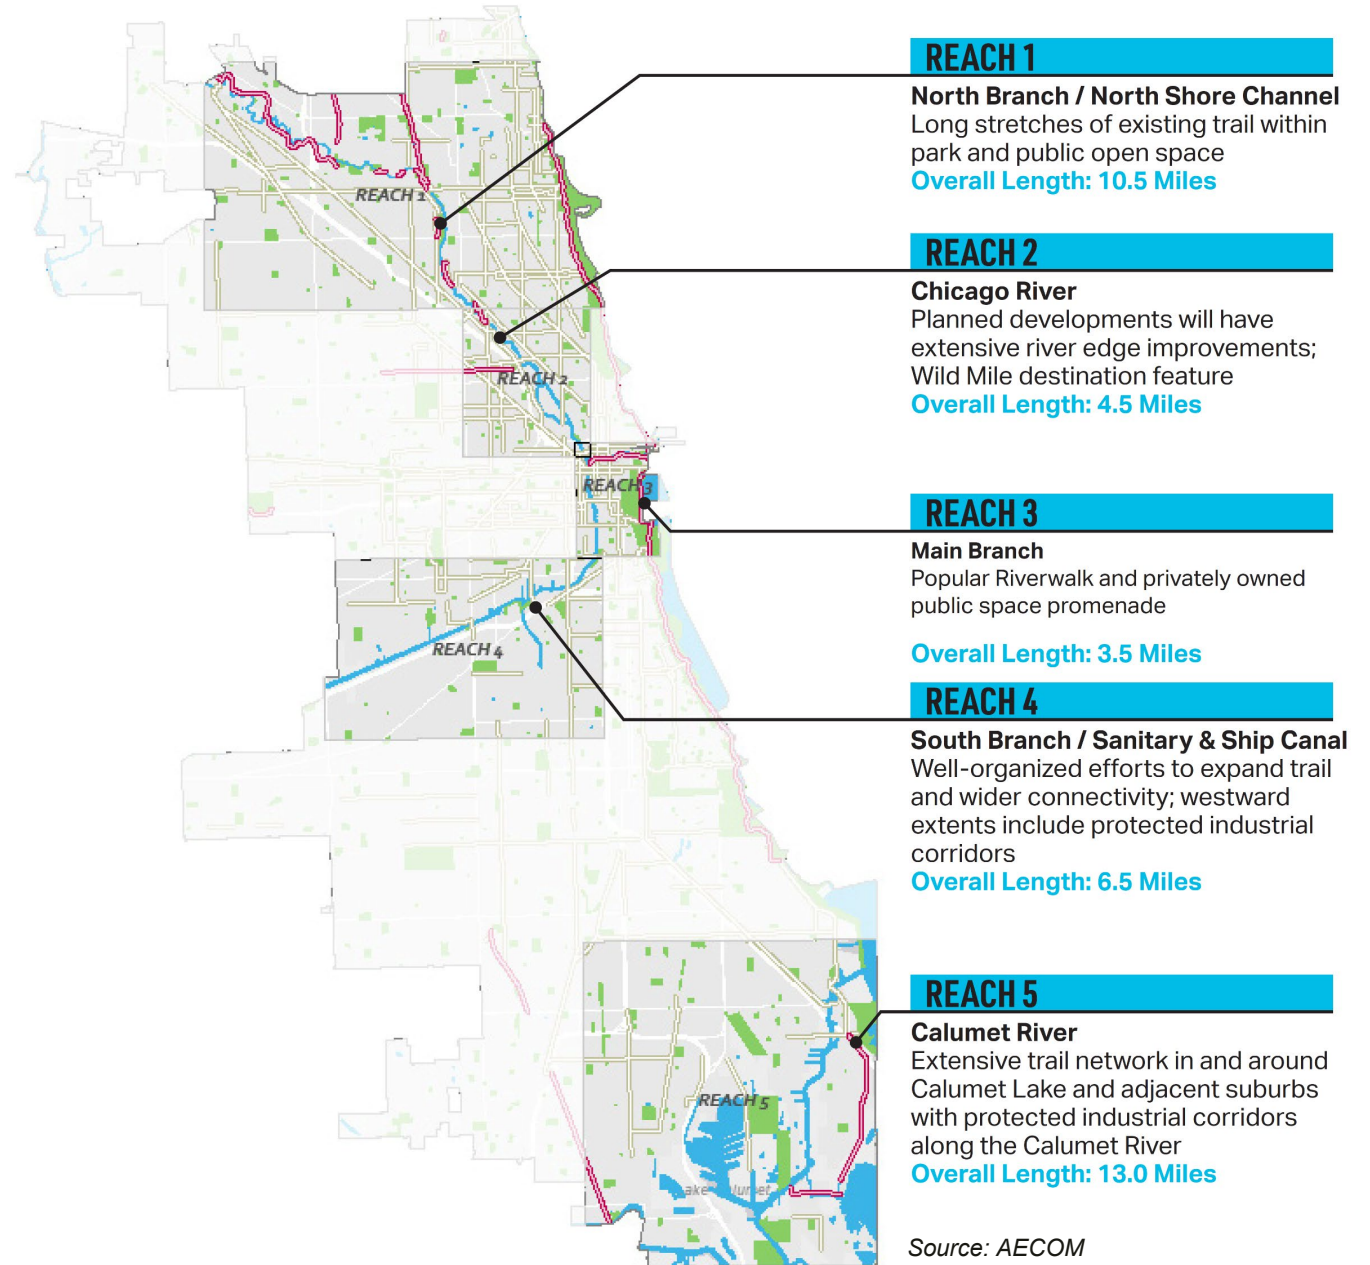 REACH 1
North Branch / North Shore Channel
Long stretches of existing trail within
park and public open space
Overall Length: 10.5 Miles
REACH 1
REACH 2
Chicago River
Planned developments will have
extensive river edge improvements;
Wild Mile destination feature
Overall Length: 4.5 Miles
REACH 2
REACH 3
REACH 3
Main Branch
Popular Riverwalk and privately owned
public space promenade
Overall Length: 3.5 Miles
REACH 4
REACH 4
South Branch / Sanitary & Ship Canal
Well-organized efforts to expand trail
and wider connectivity; westward
extents include protected industrial
corridors
Overall Length: 6.5 Miles
REACH 5
Calumet River
Extensive trail network in and around
Calumet Lake and adjacent suburbs
with protected industrial corridors
along the Calumet River
Overall Length: 13.0 Miles
REACH 5
Source: AECOM